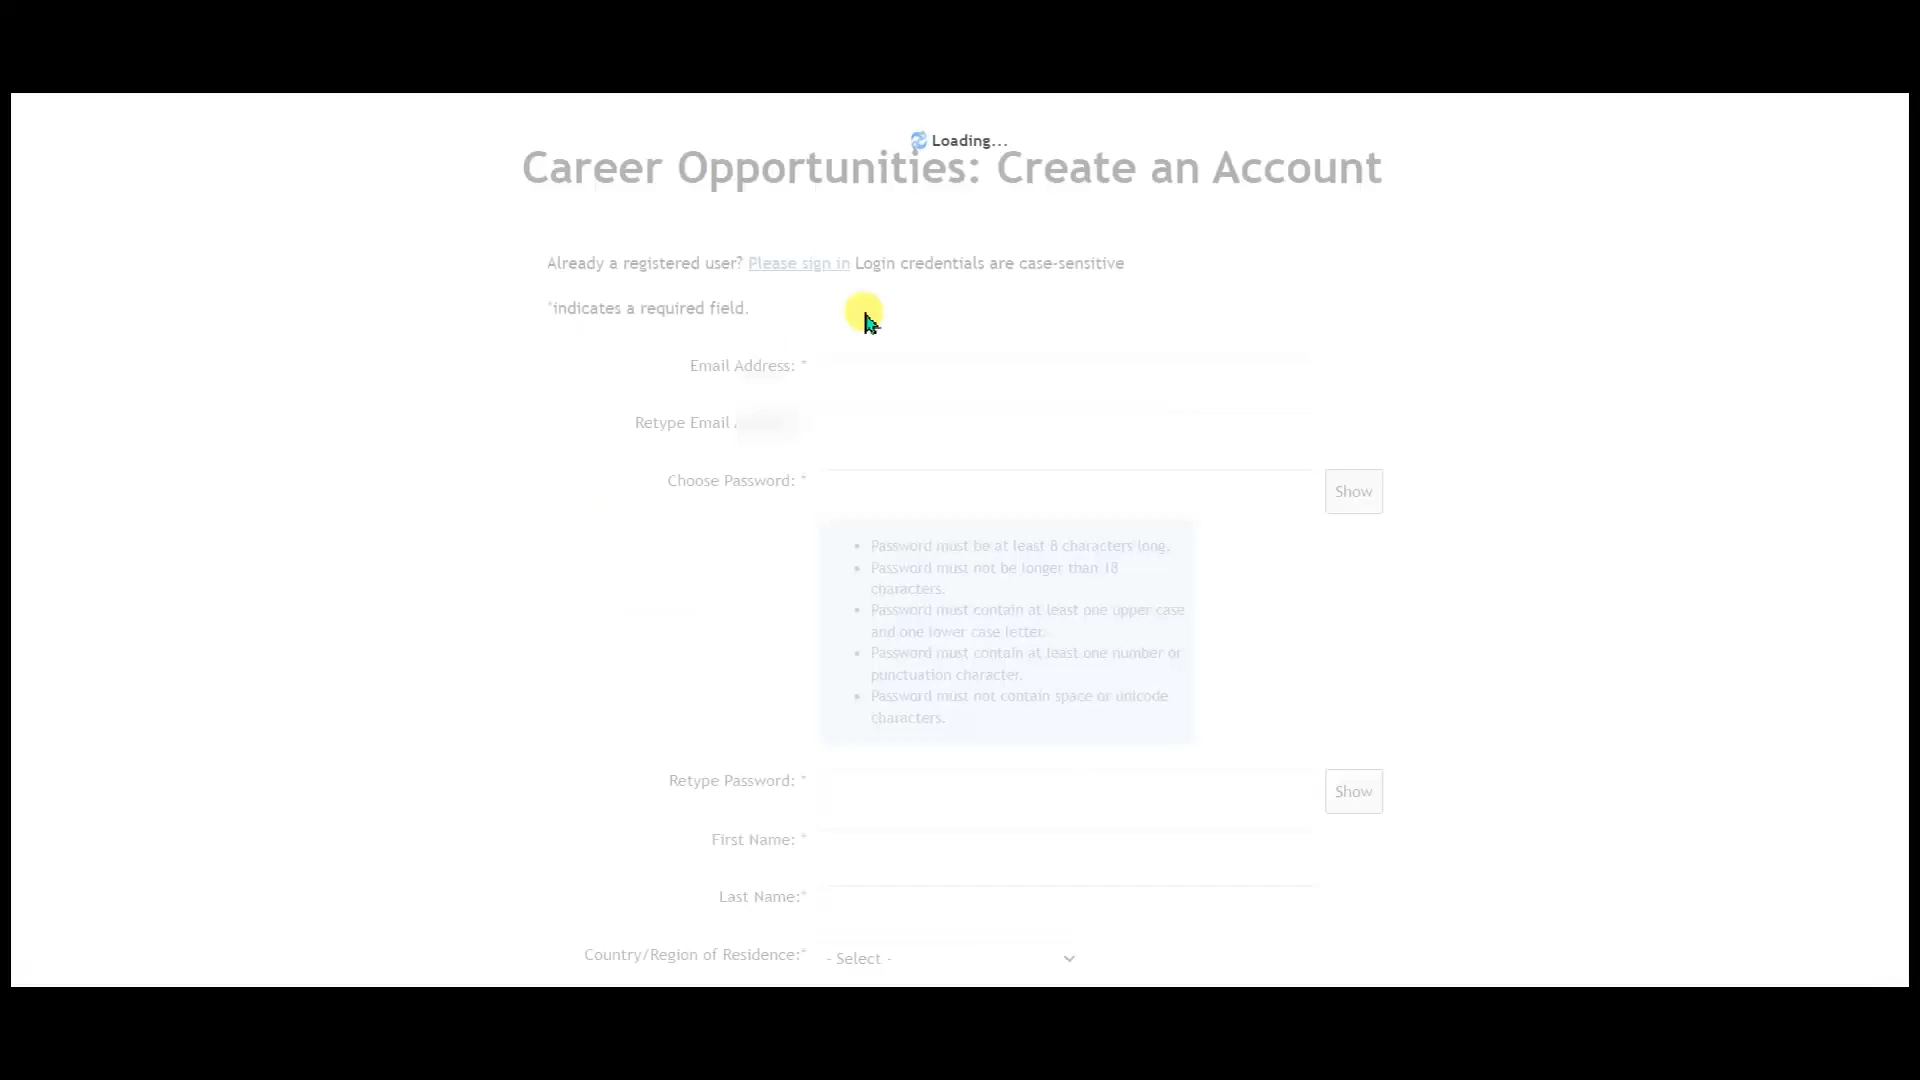 Loading...
Career Opportunities: Create an Account
Already a registered user? Please sign in Login credentials are case-sensitive
*indicates a required field.
Email Address: *
Retype Email
Choose Password: *
Show
Password must be at least 8 characters long.
Password must not be longer than 18
characters.
Password must contain at least one upper case
and one lower case letter.
Password must contain at least one number or
punctuation character.
Password must not contain space or unicode
characters.
Retype Password: *
Show
First Name: *
Last Name:*
Country/Region of Residence:*
- Select -